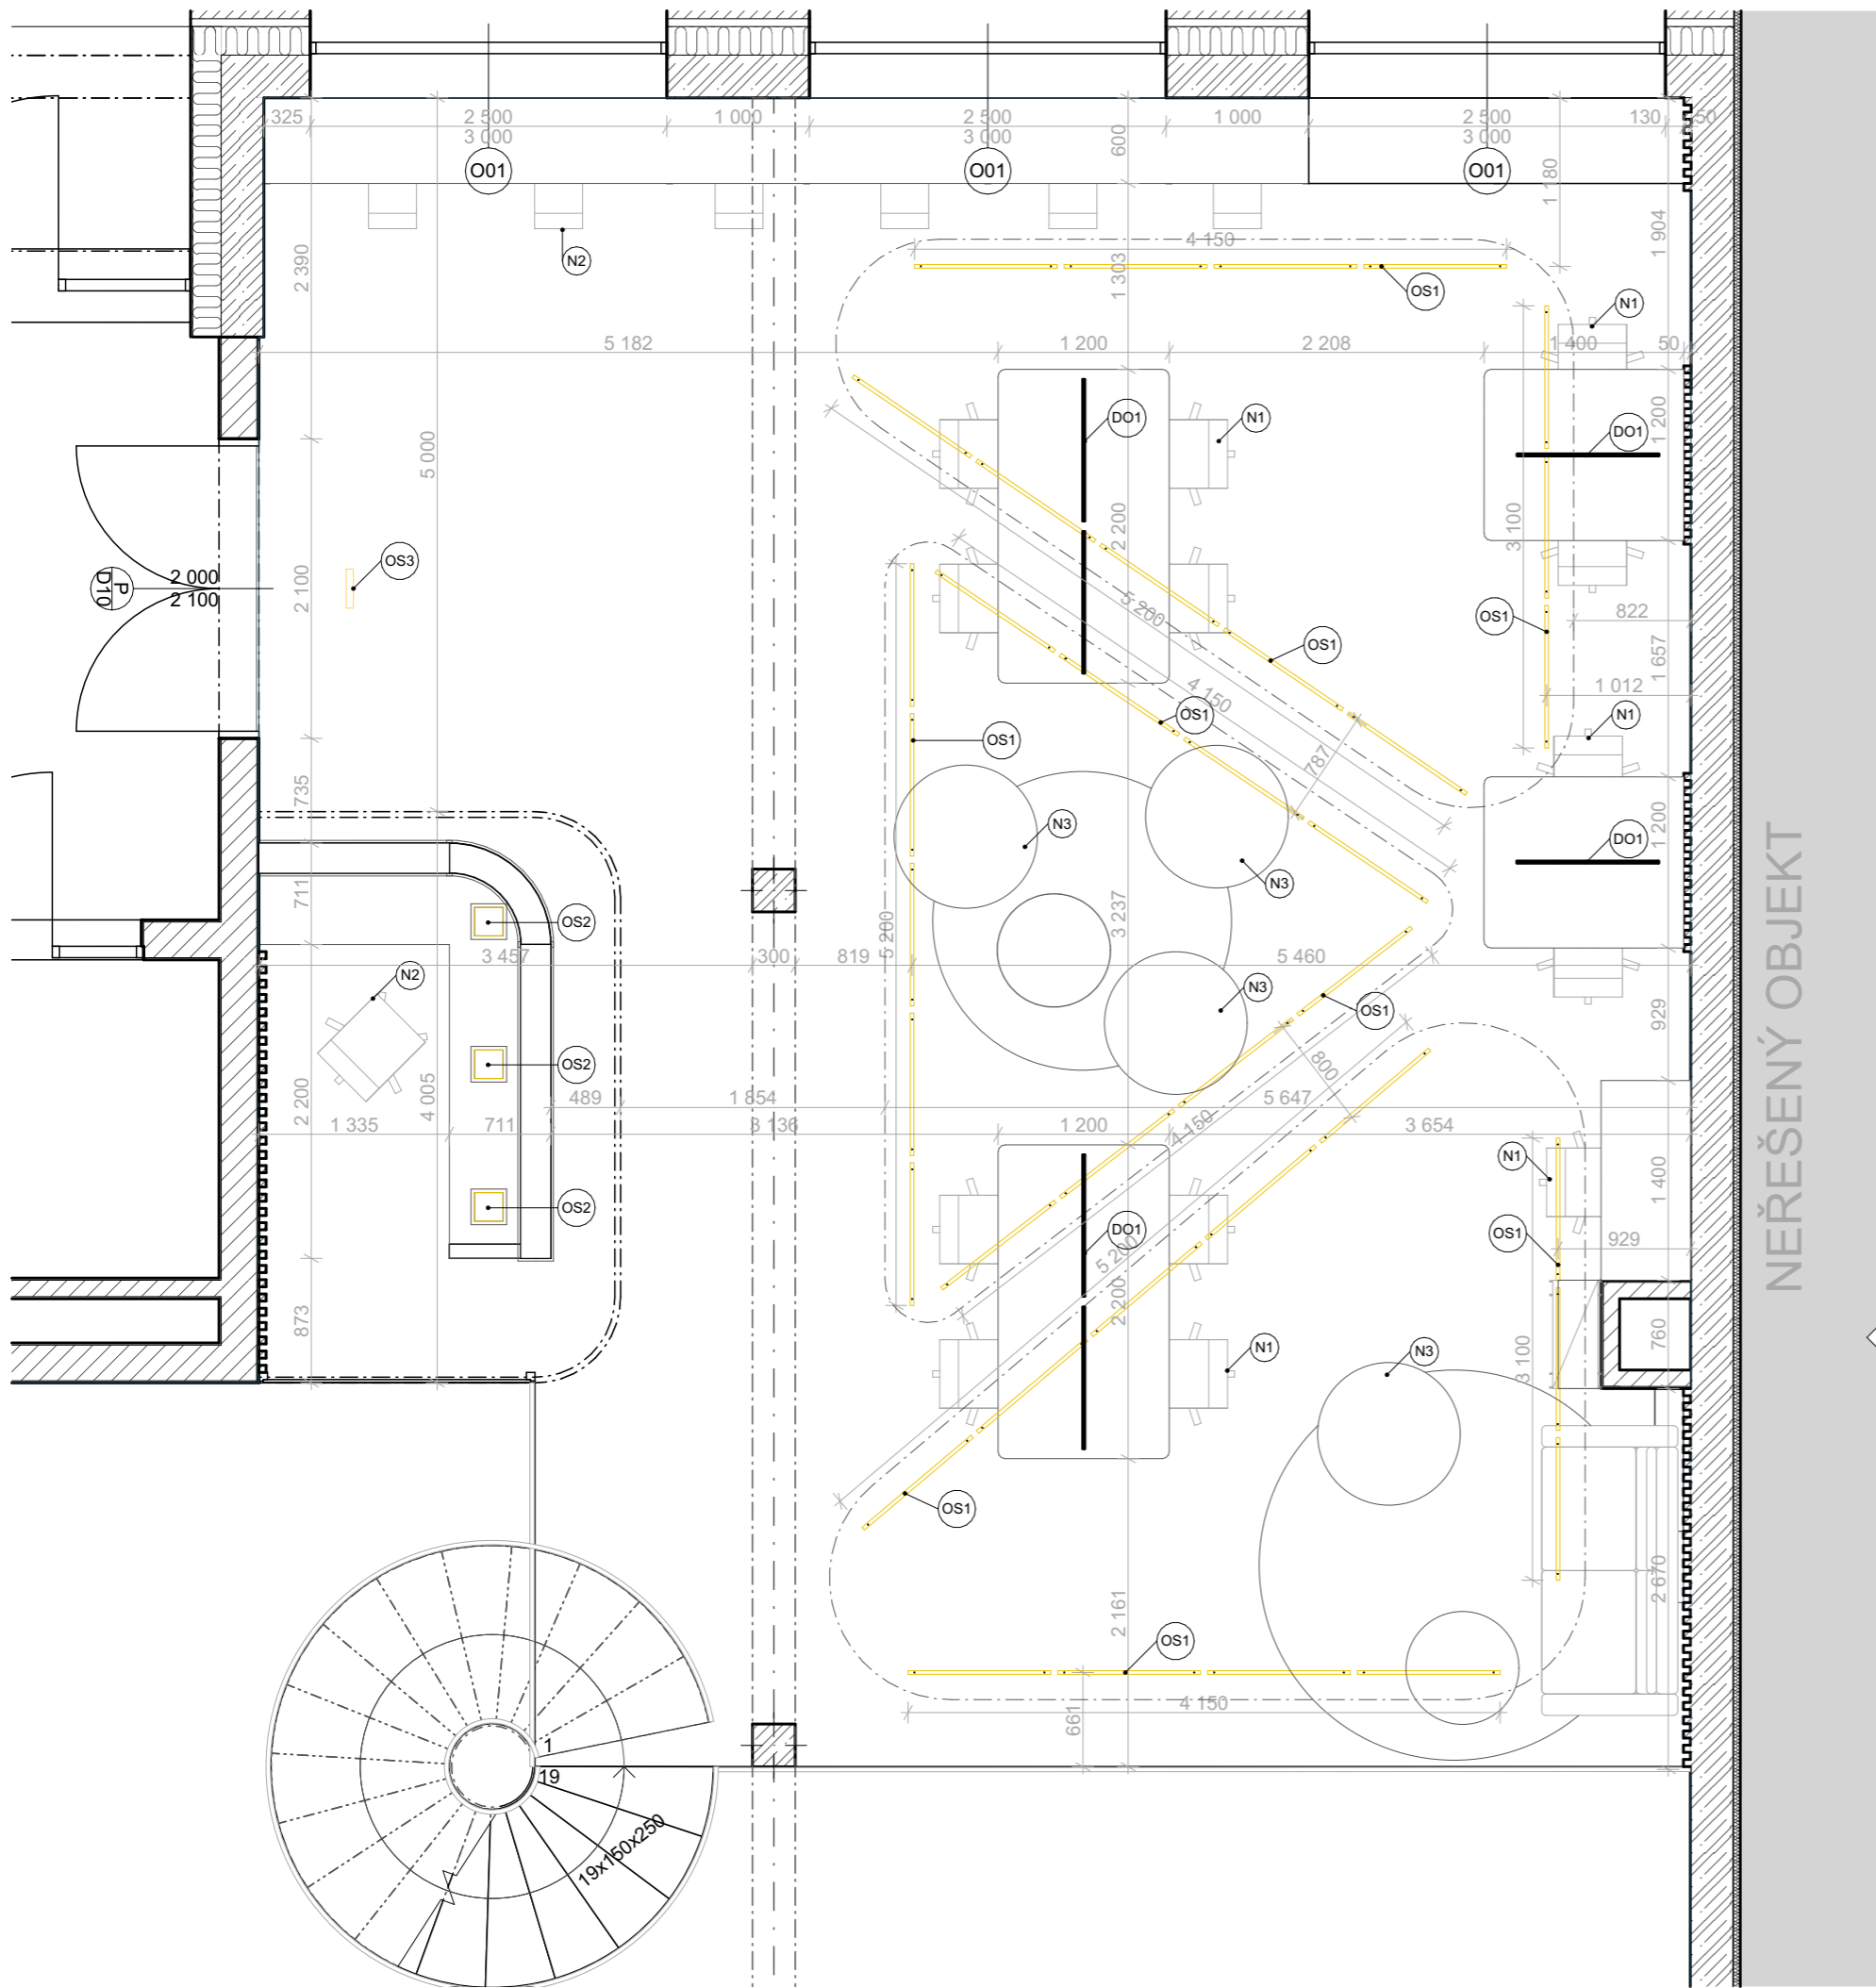 325
2 500
3 000
1 000
2 500
3 000
1 000
2 500
3 000
130
50
600
1 180
O01
O01
O01
1 904
2 390
N2
4 150
1 303
OS1
N1
5 182
1 200
2 208
1 400
50
DO1
N1
DO1
1 200
5 000
2 200
3 100
OS3
P
D10
2 000
2 100
2 100
5 200
OS1
OS1
822
1 657
4 150
OS1
1 012
N1
OS1
787
735
N3
DO1
1 200
N3
711
OS2
3 237
5 200
3 457
300
819
5 460
N2
N3
OS1
929
NEŘEŠENÝ OBJEKT
OS2
800
489
1 854
5 647
2 200
4 005
1 335
711
3 136
1 200
4 150
3 654
N1
1 400
OS2
DO1
OS1
929
5 200
2 200
873
760
N1
N3
3 100
OS1
2 670
2 161
OS1
4 150
661
1
19
19x150x250